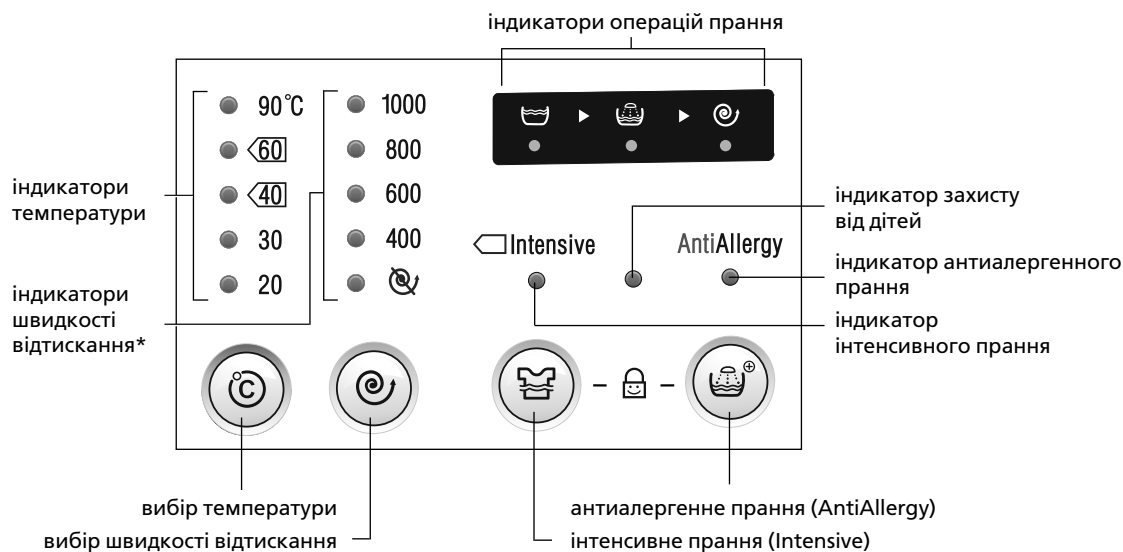 індикатори операцій прання
90°C
60
40
30
20
1000
800
600
400
індикатори
температури
індикатори
швидкості
відтискання*
Intensive
AntiAllergy
індикатор захисту
від дітей
індикатор антиалергенного
прання
індикатор
інтенсивного прання
°C
вибір температури
вибір швидкості відтискання
антиалергенне прання (AntiAllergy)
інтенсивне прання (Intensive)